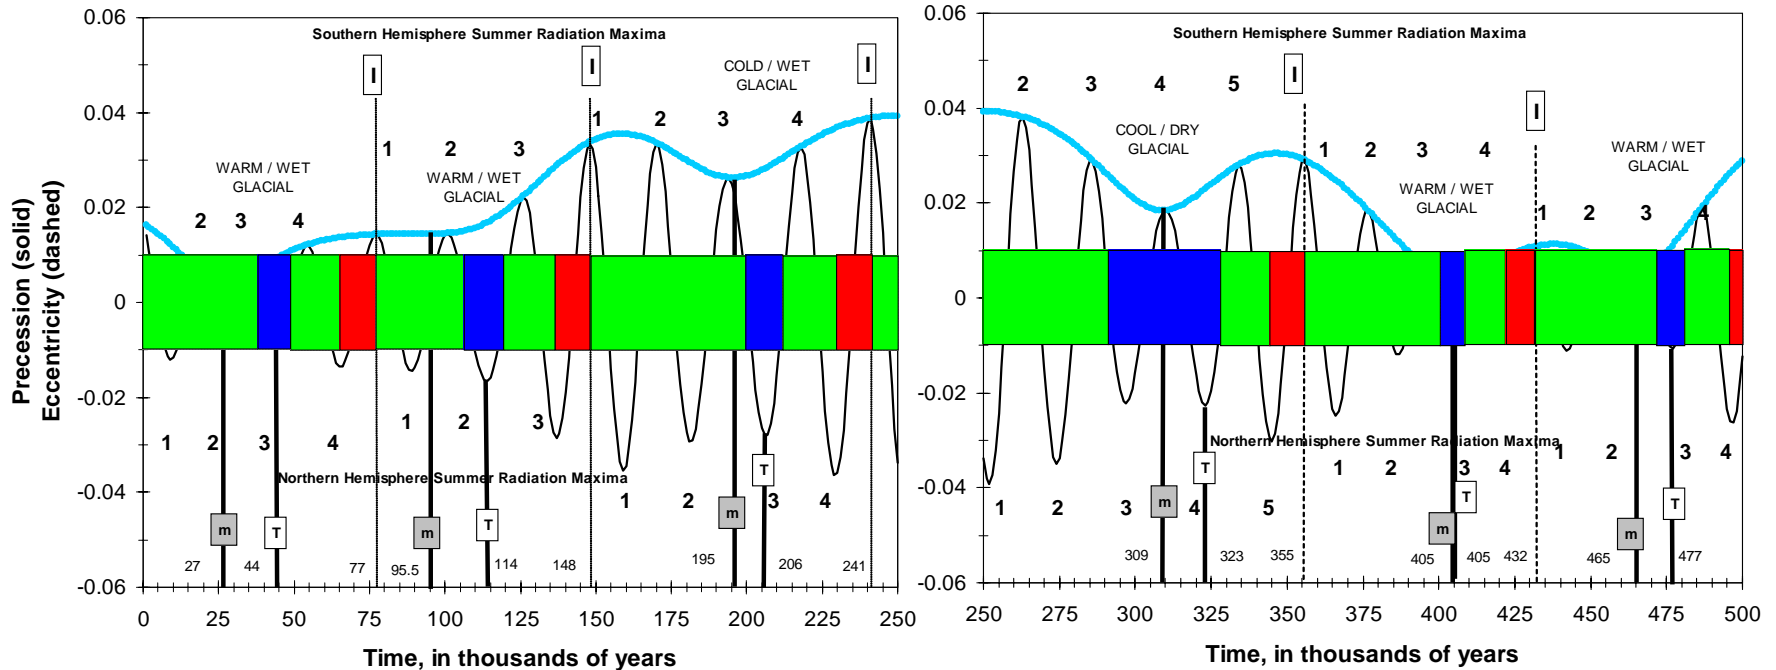 0.06
0.04
0.02
0
-0.02
-0.04
-0.06
Precession (solid)
Eccentricity (dashed)
Southern Hemisphere Summer Radiation Maxima
I
I
I
COLD / WET
GLACIAL
1
2
3
4
1
2
3
WARM / WET
GLACIAL
WARM / WET
GLACIAL
2
3
4
1
2
3
4
1
2
3
Northern Hemisphere Summer Radiation Maxima
1
2
3
4
T
m
T
m
T
m
27
44
77
95.5
114
148
195
206
241
0
25
50
75
100
125
150
175
200
225
250
Time, in thousands of years
0.06
0.04
0.02
0
-0.02
-0.04
-0.06
Southern Hemisphere Summer Radiation Maxima
I
I
2
3
4
5
COOL / DRY
GLACIAL
1
2
3
4
WARM / WET
GLACIAL
WARM / WET
GLACIAL
1
2
3
4
Northern Hemisphere Summer Radiation Maxima
1
2
3
4
1
2
3
4
1
2
3
4
5
T
m
T
m
T
m
309
323
355
405
405
432
465
477
250
275
300
325
350
375
400
425
450
475
500
Time, in thousands of years